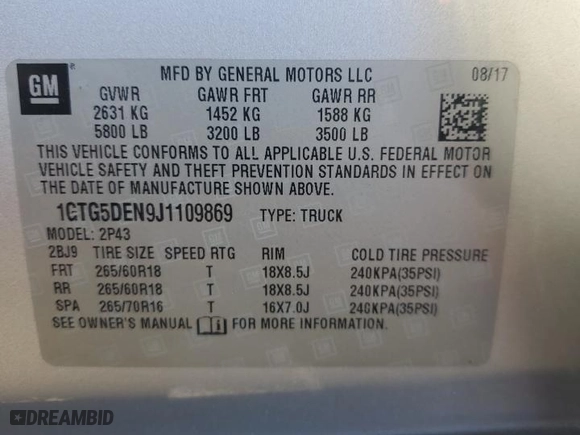 GM
MFD BY GENERAL MOTORS LLC 08/17
GVWR GAWR FRT GAWR RR
2631 KG 1452 KG 1588 KG
5800 LB 3200 LB 3500 LB
THIS VEHICLE CONFORMS TO ALL APPLICABLE U.S. FEDERAL MOTOR
VEHICLE SAFETY AND THEFT PREVENTION STANDARDS IN EFFECT ON
THE DATE OF MANUFACTURE SHOWN ABOVE.
1GTG5DEN9J1109869 TYPE: TRUCK
MODEL: 2P43
2BJ9 TIRE SIZE SPEED RTG RIM COLD TIRE PRESSURE
FRT 265/60R18 T 18X8.5J 240KPA(35PSI)
RR 265/60R18 T 18X8.5J 240KPA(35PSI)
SPA 265/70R16 T 16X7.0J 240KPA(35PSI)
SEE OWNER'S MANUAL FOR MORE INFORMATION.
DREAMBID